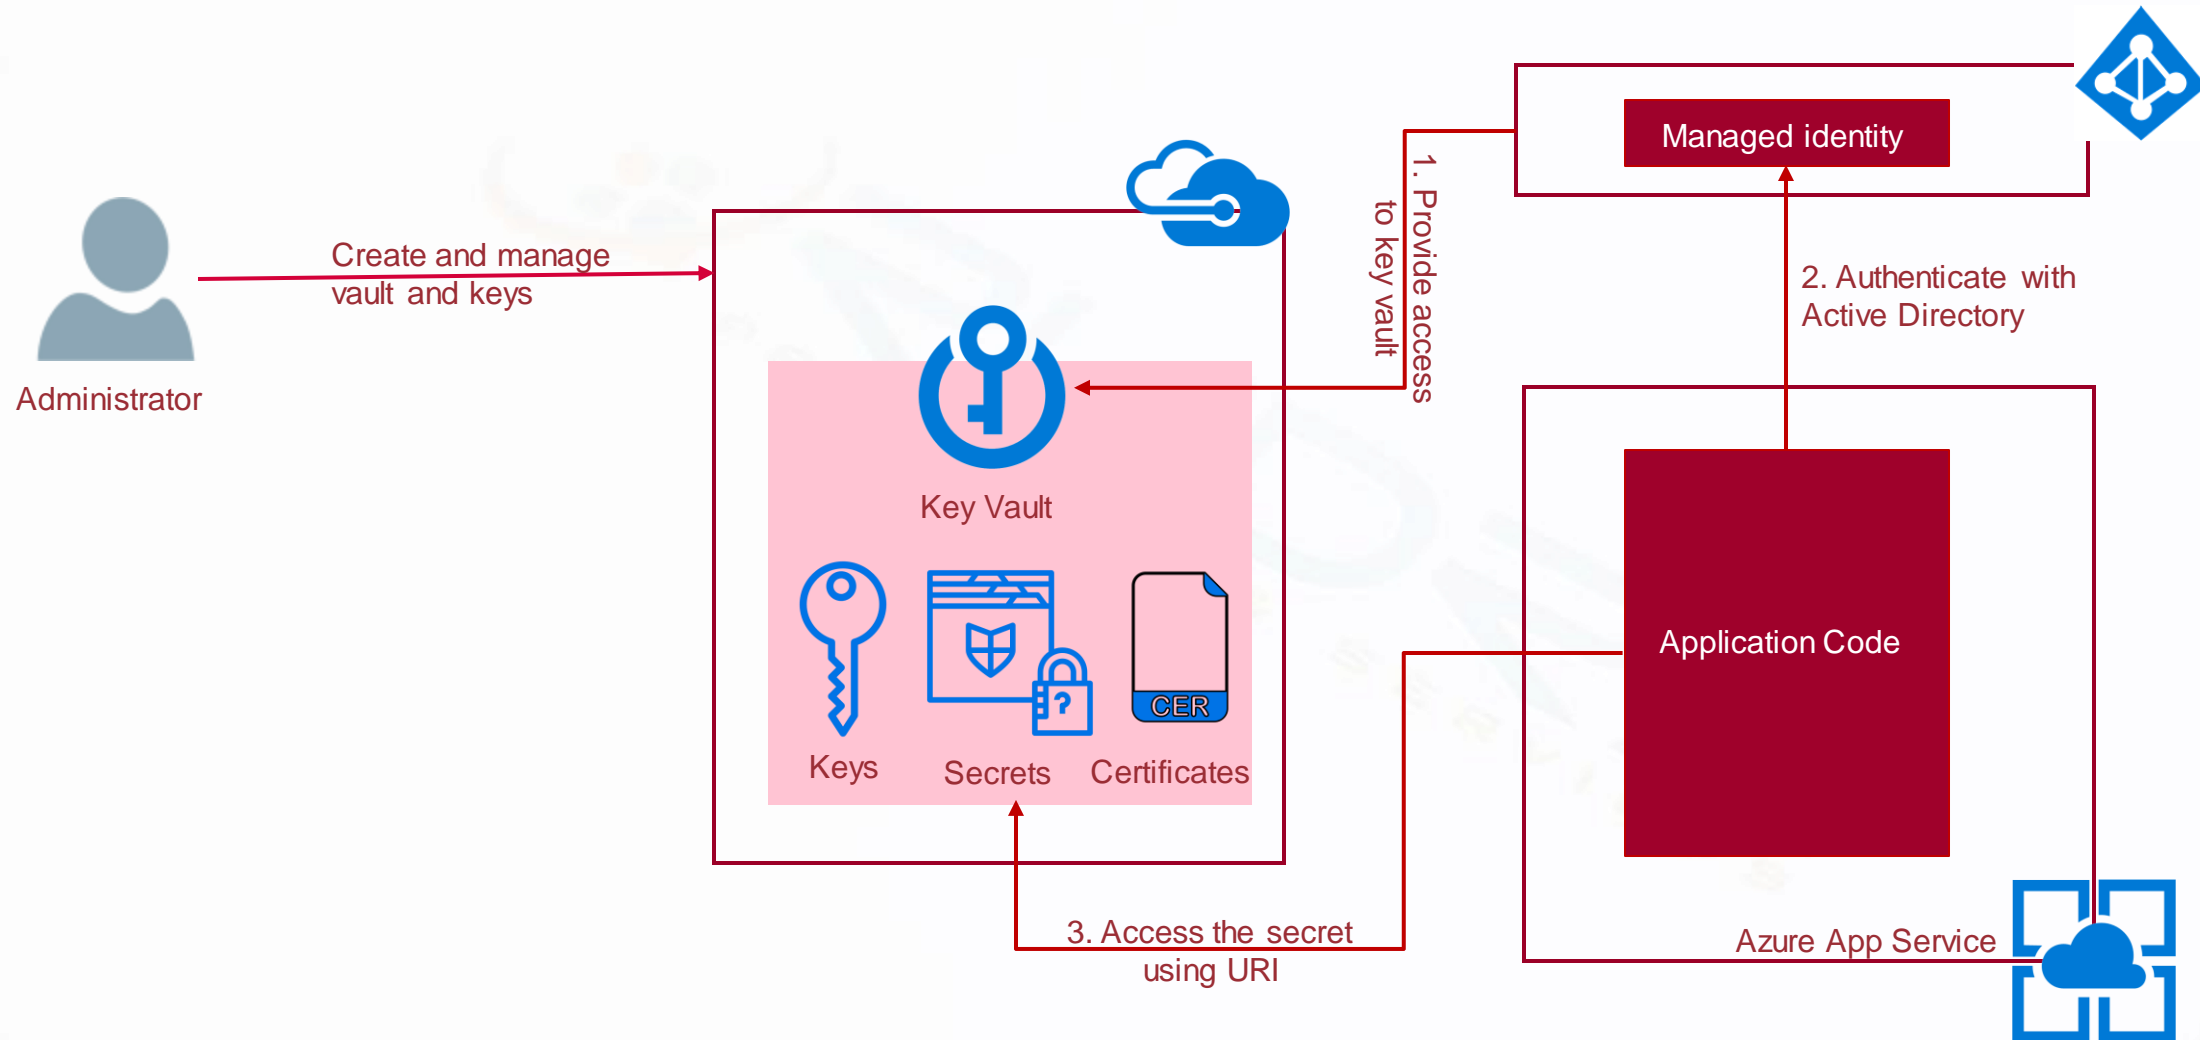 Managed identity
1. Provide access
to key vault
Create and manage
vault and keys
2. Authenticate with
Active Directory
Administrator
Key Vault
Application Code
CER
Keys
Secrets
Certificates
3. Access the secret
using URI
Azure App Service